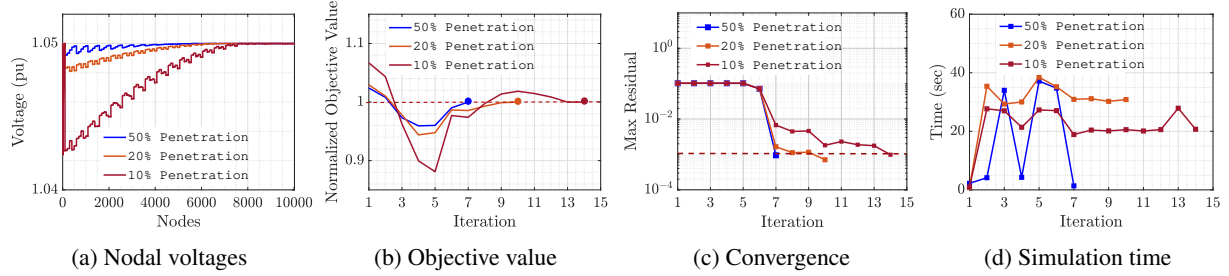 1.05
1.04
Voltage (pu)
50% Penetration
20% Penetration
10% Penetration
0 2000 4000 6000 8000 10000
Nodes
(a) Nodal voltages
1.1
1
0.9
Normalized Objective Value
50% Penetration
20% Penetration
10% Penetration
1 3 5 7 9 11 13 15
Iteration
(b) Objective value
10^0
10^-2
10^-4
Max Residual
50% Penetration
20% Penetration
10% Penetration
1 3 5 7 9 11 13 15
Iteration
(c) Convergence
60
40
20
0
Time (sec)
50% Penetration
20% Penetration
10% Penetration
1 3 5 7 9 11 13 15
Iteration
(d) Simulation time